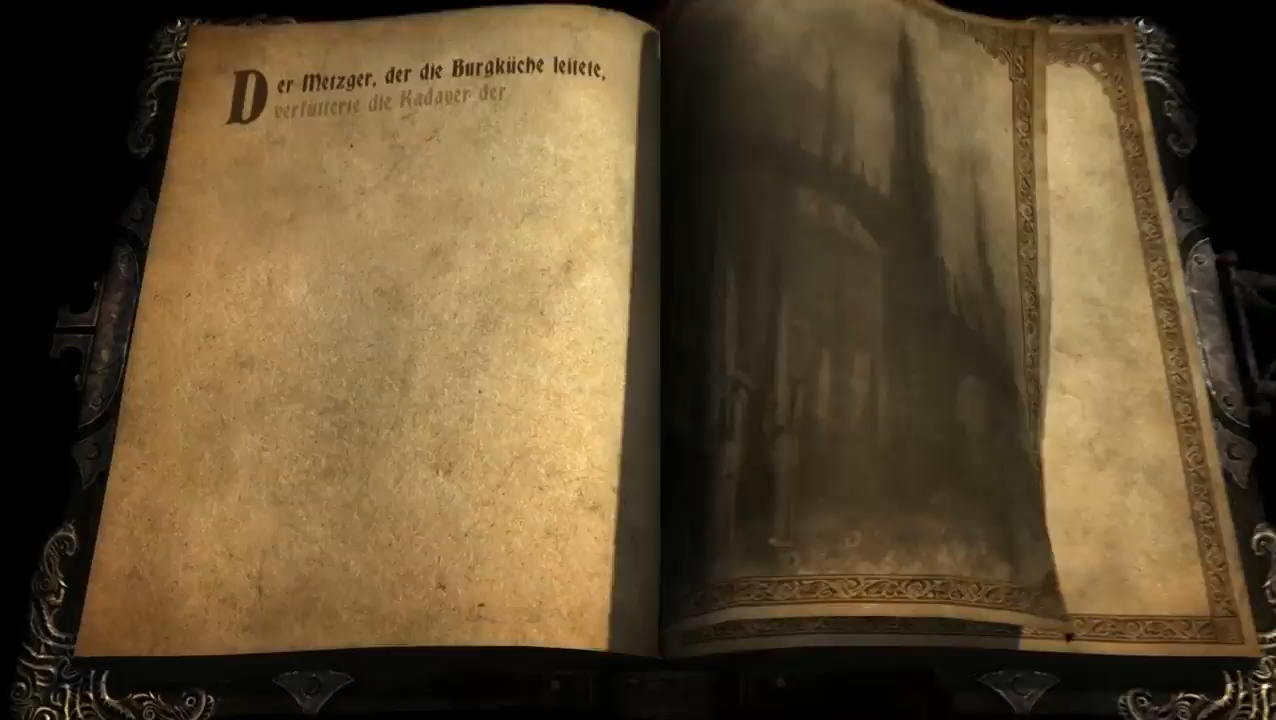 Der Metzger, der die Burgküche leitete,
verfütterte die Kadaver der